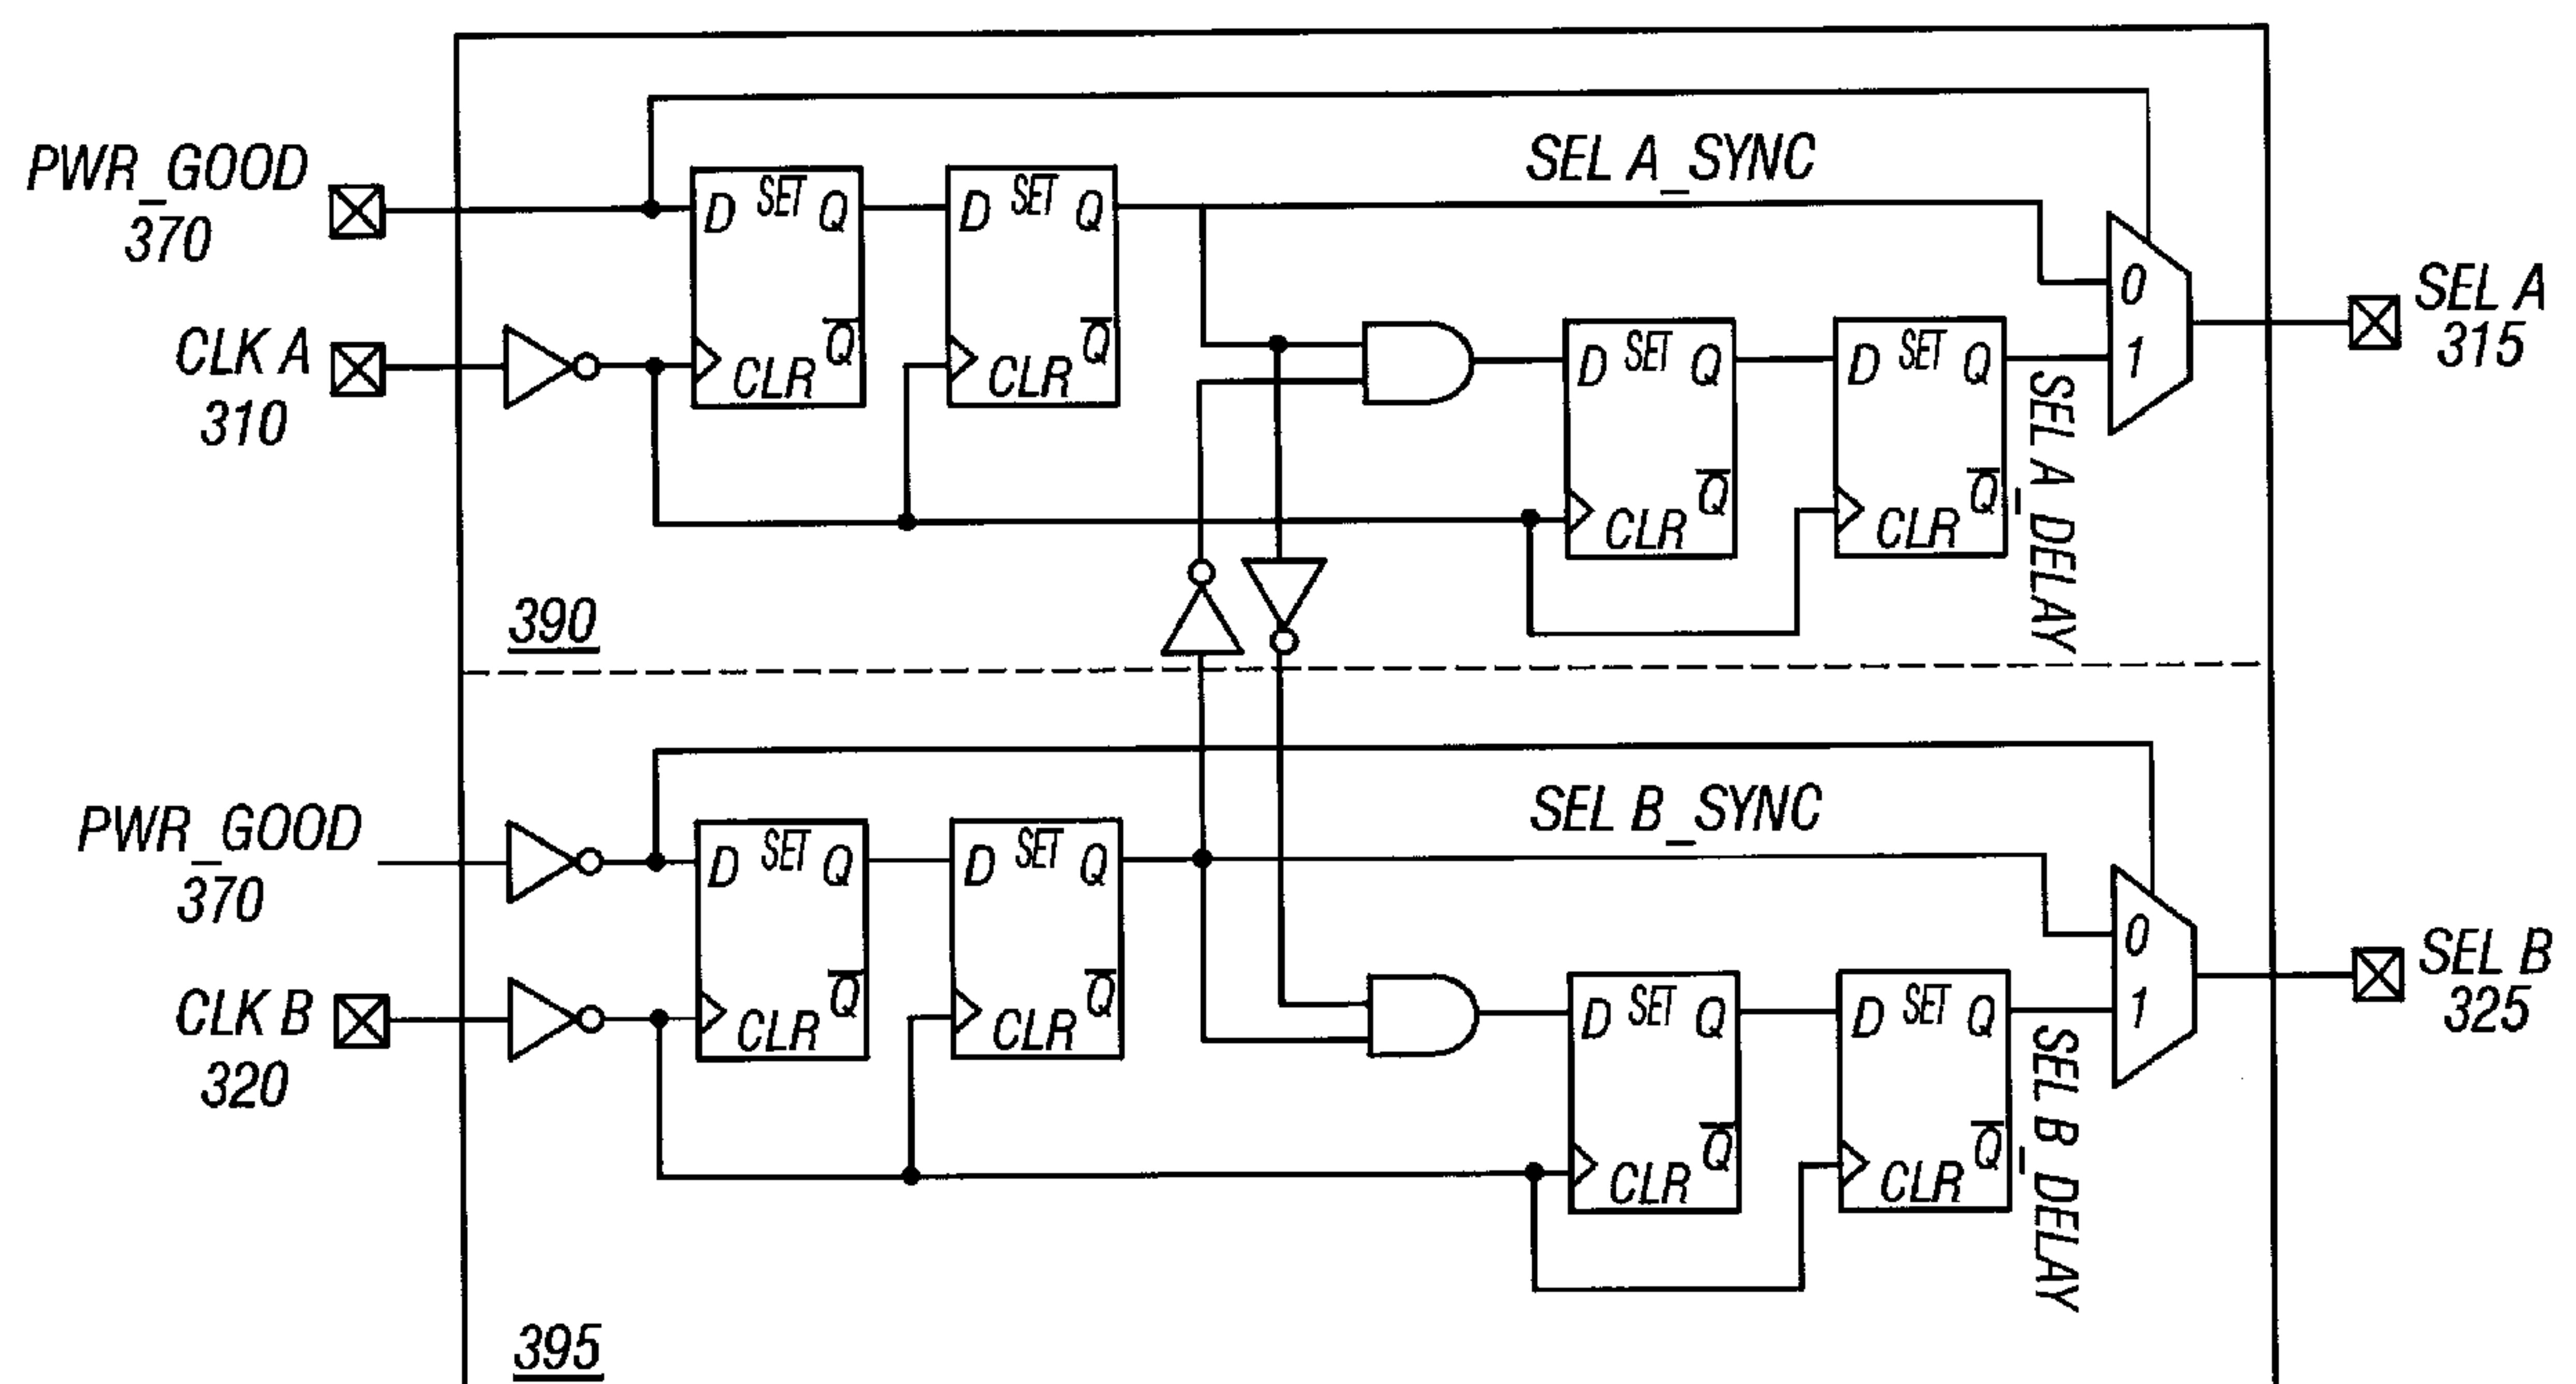 PWR_GOOD
370
CLK A
310
D SET Q
CLR Q̅
D SET Q
CLR Q̅
SEL A_SYNC
D SET Q
CLR Q̅
D SET Q
CLR Q̅
SEL A_DELAY
0
1
SEL A
315
390
PWR_GOOD
370
CLK B
320
D SET Q
CLR Q̅
D SET Q
CLR Q̅
SEL B_SYNC
D SET Q
CLR Q̅
D SET Q
CLR Q̅
SEL B_DELAY
0
1
SEL B
325
395